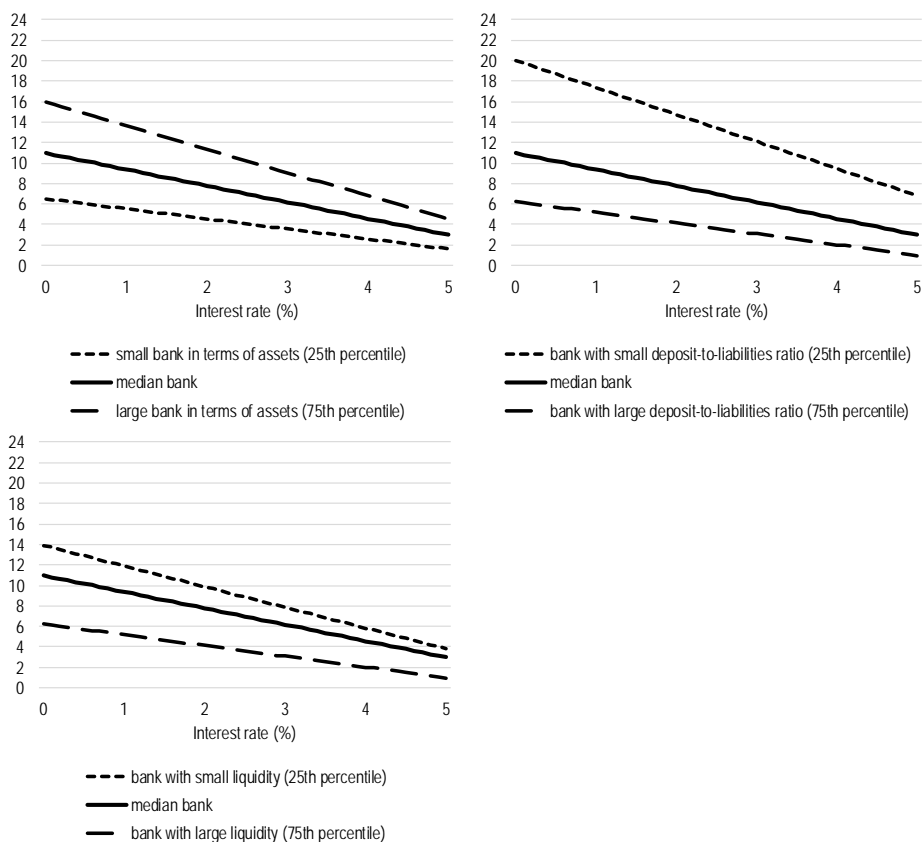 24
22
20
18
16
14
12
10
8
6
4
2
0
0 1 2 3 4 5
Interest rate (%)
small bank in terms of assets (25th percentile)
median bank
large bank in terms of assets (75th percentile)
24
22
20
18
16
14
12
10
8
6
4
2
0
0 1 2 3 4 5
Interest rate (%)
bank with small deposit-to-liabilities ratio (25th percentile)
median bank
bank with large deposit-to-liabilities ratio (75th percentile)
24
22
20
18
16
14
12
10
8
6
4
2
0
0 1 2 3 4 5
Interest rate (%)
bank with small liquidity (25th percentile)
median bank
bank with large liquidity (75th percentile)